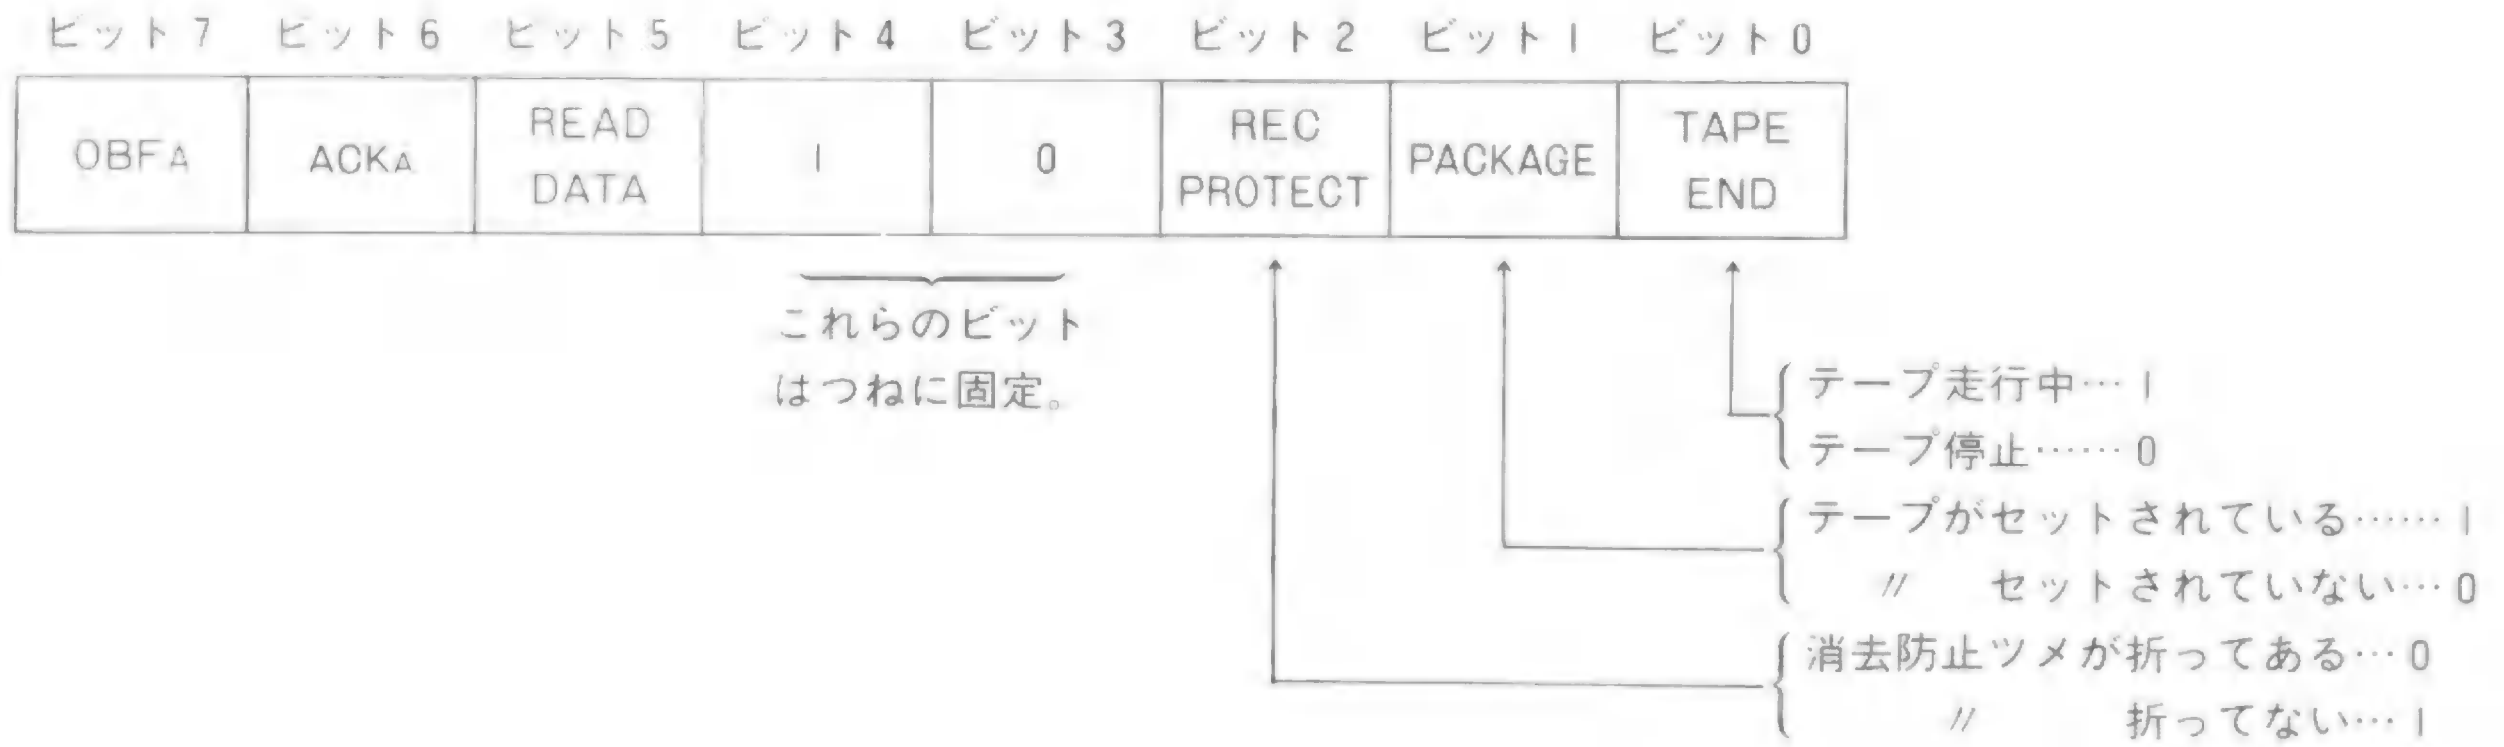 ビット7 ビット6 ビット5 ビット4 ビット3 ビット2 ビット1 ビット0
OBFA ACKA READ DATA 1 0 REC PROTECT PACKAGE TAPE END
これらのビット
はつねに固定。
テープ走行中…1
テープ停止……0
テープがセットされている……1
〃 セットされていない…0
消去防止ツメが折ってある…0
〃 折ってない…1